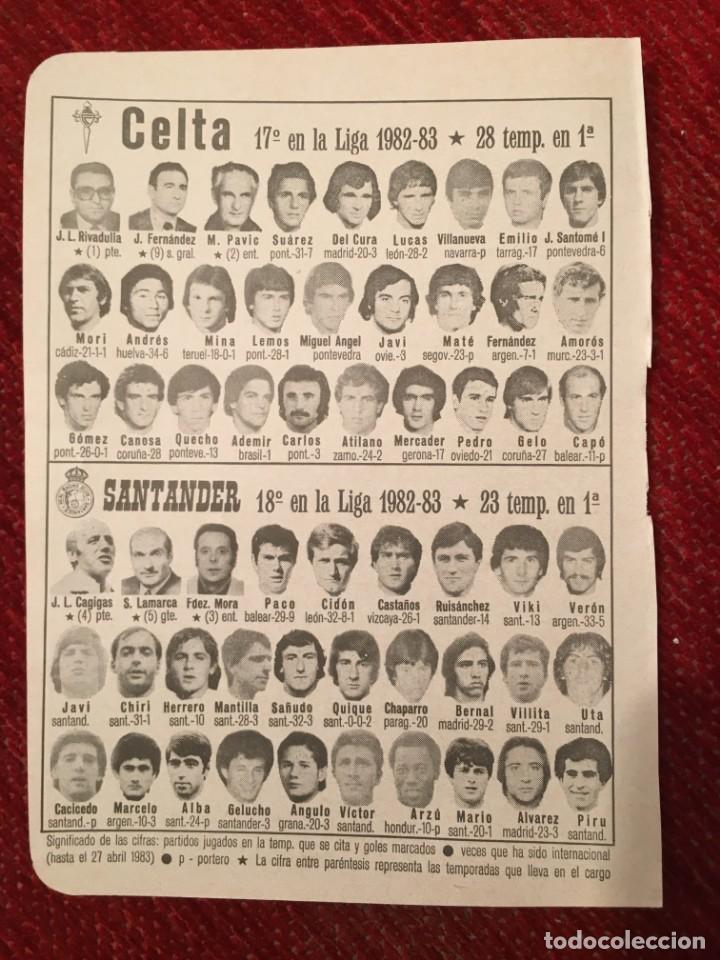 Celta 17º en la Liga 1982-83 ★ 28 temp. en 1ª
J. L. Rivadulla J. Fernández M. Pavic Suárez Del Cura Lucas Villanueva Emilio J. Santomé I
★ (1) pte. ★ (9) s. gral. ★ (2) ent. pont.-31-7 madrid-20-3 león-28-2 navarra-p tarrag.-17 pontevedra-6
Mori Andrés Mina Lemos Miguel Angel Javi Maté Fernández Amorós
cádiz-21-1-1 huelva-34-6 teruel-18-0-1 pont.-28-1 pontevedra ovie.-3 segov.-23-p argen.-7-1 murc.-23-3-1
Gómez Canosa Quecho Ademir Carlos Atilano Mercader Pedro Gelo Capó
pont.-26-0-1 coruña-28 ponteve.-13 brasil-1 pont.-3 zamo.-24-2 gerona-17 oviedo-21 coruña-27 balear.-11-p
SANTANDER 18º en la Liga 1982-83 ★ 23 temp. en 1ª
J. L. Cagigas S. Lamarca Fdez. Mora Paco Cidón Castaños Ruisánchez Viki Verón
★ (4) pte. ★ (5) gte. ★ (3) ent. balear-29-9 león-32-8-1 vizcaya-26-1 santander-14 sant.-13 argen.-33-5
Javi Chiri Herrero Mantilla Sañudo Quique Chaparro Bernal Villita Uta
santand. sant.-31-1 sant.-10 sant.-28-3 sant.-32-3 sant.-0-0-2 parag.-20 madrid-29-2 sant.-29-1 santand.
Cacicedo Marcelo Alba Gelucho Angulo Víctor Arzú Mario Alvarez Piru
santand.-p argen.-10-3 sant.-24-p santander-3 grana.-20-3 santand. hondur.-10-p sant.-20-1 madrid-23-3 santand.
Significado de las cifras: partidos jugados en la temp. que se cita y goles marcados ● veces que ha sido internacional
(hasta el 27 abril 1983) ● p - portero ★ La cifra entre paréntesis representa las temporadas que lleva en el cargo
todocoleccion
todocoleccion.net